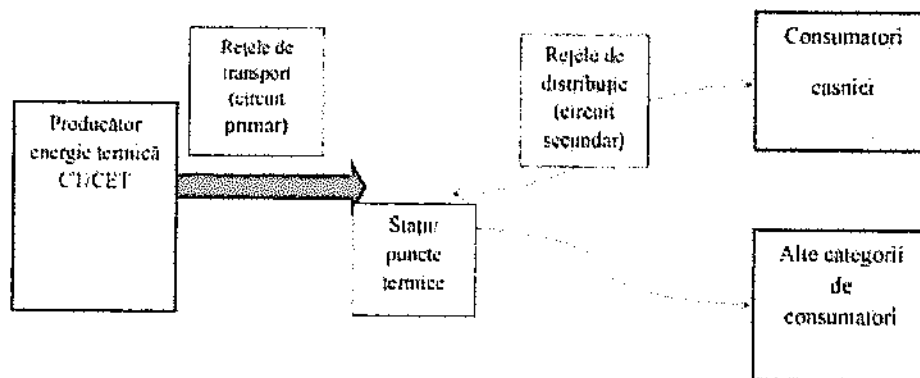 Rețele de
transport
(circuit
primar)
Producător
energie termică
CT/CET
Stații/
puncte
termice
Rețele de
distribuție
(circuit
secundar)
Consumatori
casnici
Alte categorii
de
consumatori